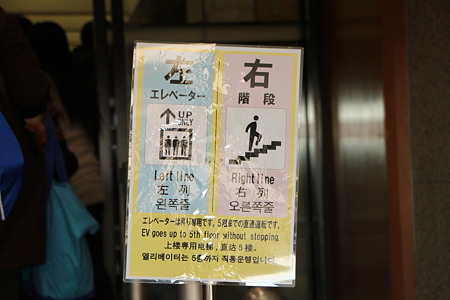 左
エレベーター
UP
ONLY
Left line
左 列
왼쪽줄
右
階 段
Right line
右 列
오른쪽줄
エレベーターは昇り専用です。5階までの直通運転です。
EV goes up to 5th floor without stopping
上楼専用电梯，直达5楼。
엘리베이터는 5층까지 직통운행입니다